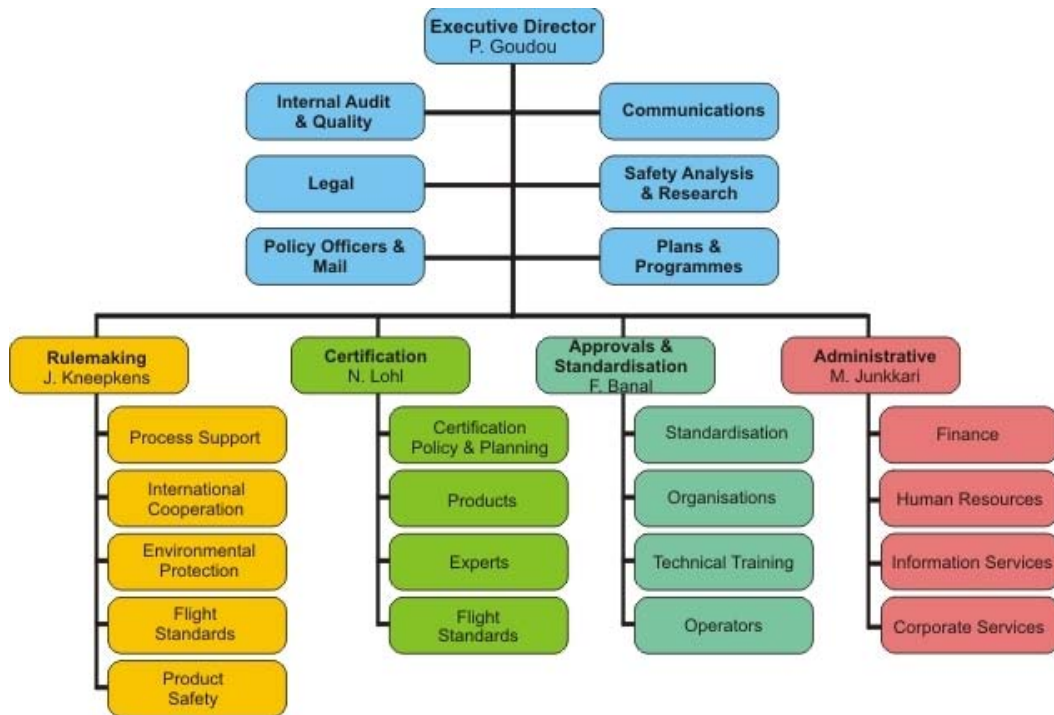 Executive Director
P. Goudou
Internal Audit
& Quality
Communications
Legal
Safety Analysis
& Research
Policy Officers &
Mail
Plans &
Programmes
Rulemaking
J. Kneepkens
Process Support
International
Cooperation
Environmental
Protection
Flight
Standards
Product
Safety
Certification
N. Lohl
Certification
Policy & Planning
Products
Experts
Flight
Standards
Approvals &
Standardisation
F. Banal
Standardisation
Organisations
Technical Training
Operators
Administrative
M. Junkkari
Finance
Human Resources
Information Services
Corporate Services